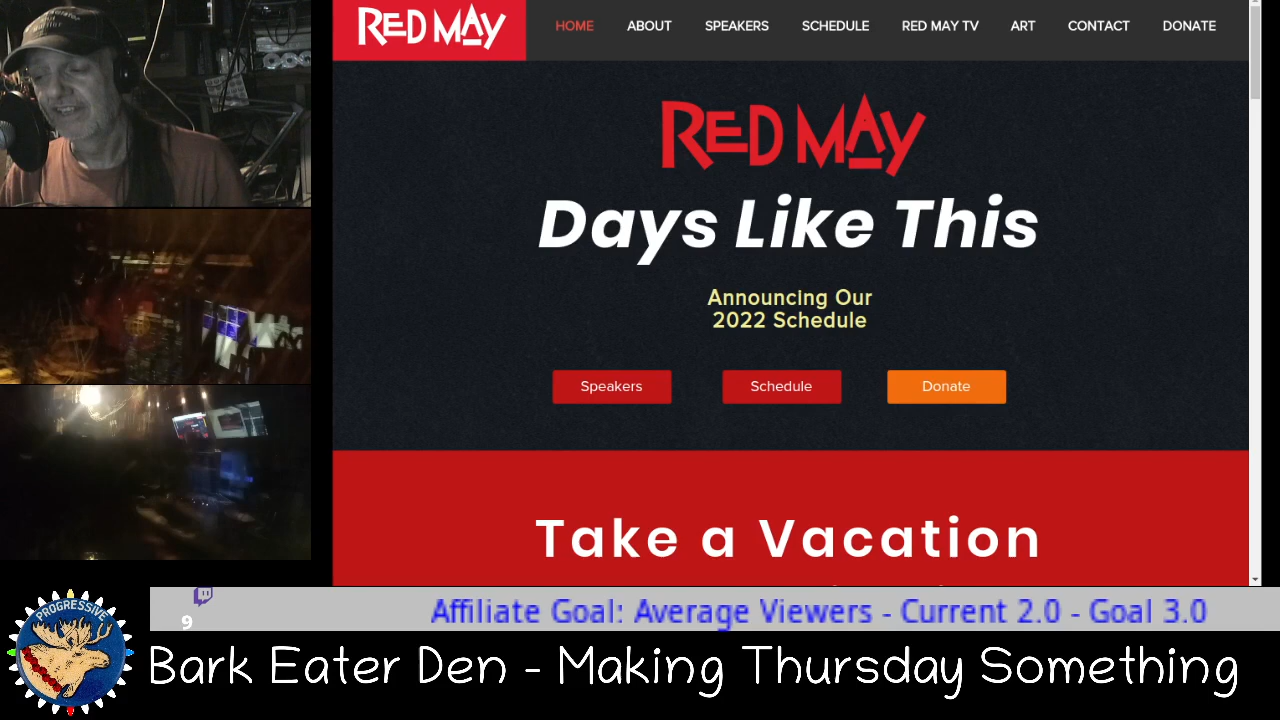 RED MAY
HOME ABOUT SPEAKERS SCHEDULE RED MAY TV ART CONTACT DONATE
RED MAY
Days Like This
Announcing Our
2022 Schedule
Speakers Schedule Donate
Take a Vacation
9
Affiliate Goal: Average Viewers - Current 2.0 - Goal 3.0
PROGRESSIVE
Bark Eater Den - Making Thursday Something